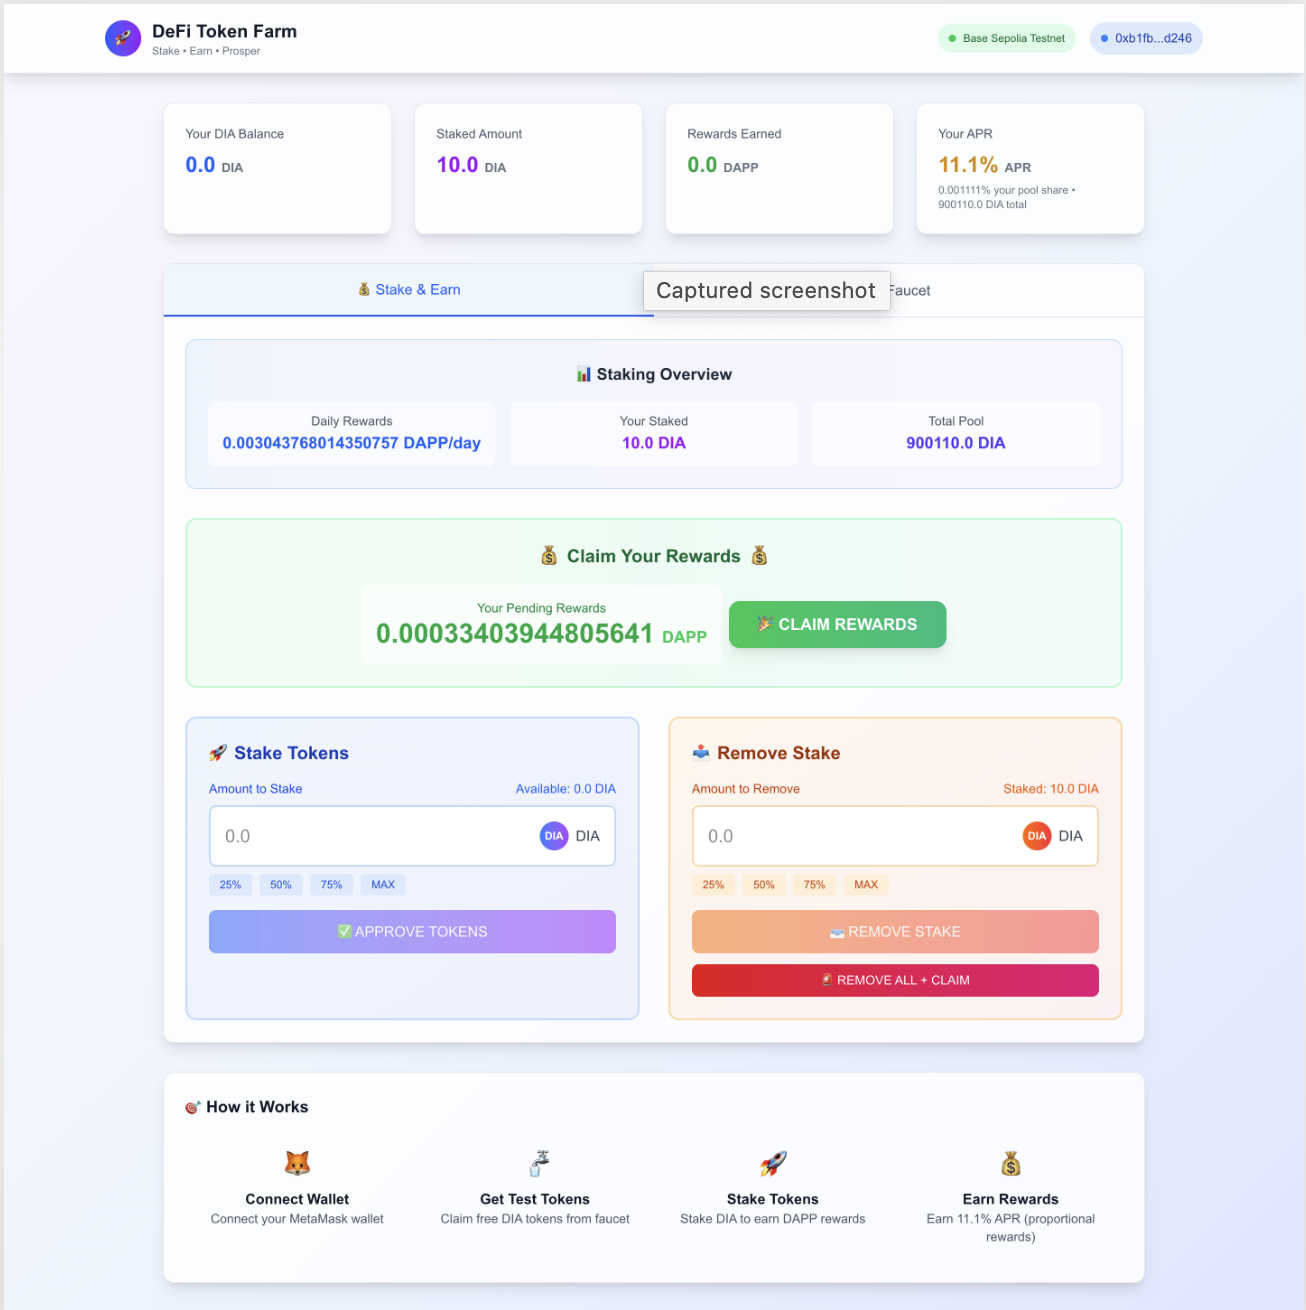 DeFi Token Farm
Stake • Earn • Prosper
Base Sepolia Testnet
0xb1fb...d246
Your DIA Balance
0.0 DIA
Staked Amount
10.0 DIA
Rewards Earned
0.0 DAPP
Your APR
11.1% APR
0.001111% your pool share •
900110.0 DIA total
Stake & Earn
Captured screenshot
Faucet
Staking Overview
Daily Rewards
0.003043768014350757 DAPP/day
Your Staked
10.0 DIA
Total Pool
900110.0 DIA
Claim Your Rewards
Your Pending Rewards
0.00033403944805641 DAPP
CLAIM REWARDS
Stake Tokens
Amount to Stake
Available: 0.0 DIA
0.0
DIA DIA
25% 50% 75% MAX
APPROVE TOKENS
Remove Stake
Amount to Remove
Staked: 10.0 DIA
0.0
DIA DIA
25% 50% 75% MAX
REMOVE STAKE
REMOVE ALL + CLAIM
How it Works
Connect Wallet
Connect your MetaMask wallet
Get Test Tokens
Claim free DIA tokens from faucet
Stake Tokens
Stake DIA to earn DAPP rewards
Earn Rewards
Earn 11.1% APR (proportional
rewards)